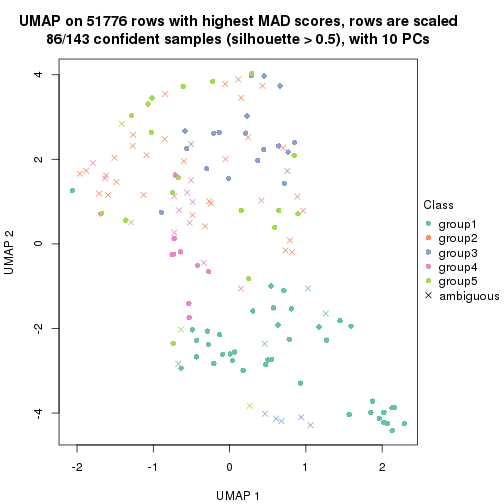 UMAP on 51776 rows with highest MAD scores, rows are scaled
86/143 confident samples (silhouette > 0.5), with 10 PCs
UMAP 2
4
2
0
-2
-4
-2
-1
0
1
2
UMAP 1
Class
group1
group2
group3
group4
group5
ambiguous